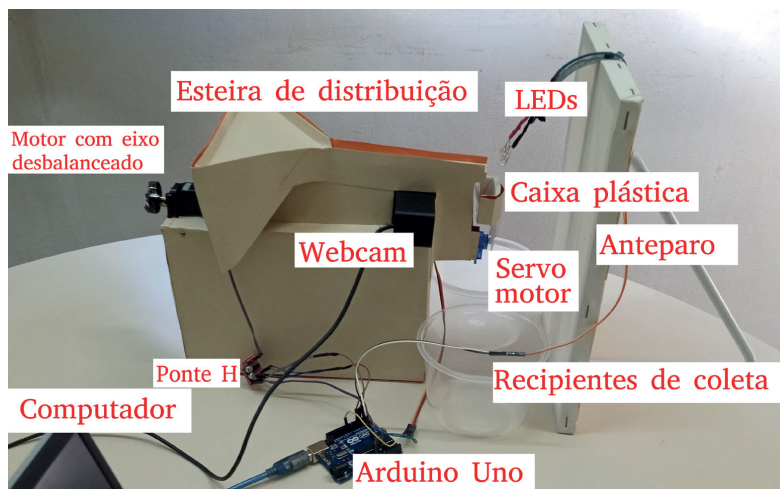 Esteira de distribuição
LEDs
Motor com eixo
desbalanceado
Caixa plástica
Webcam
Anteparo
Servo
motor
Ponte H
Recipientes de coleta
Computador
Arduino Uno